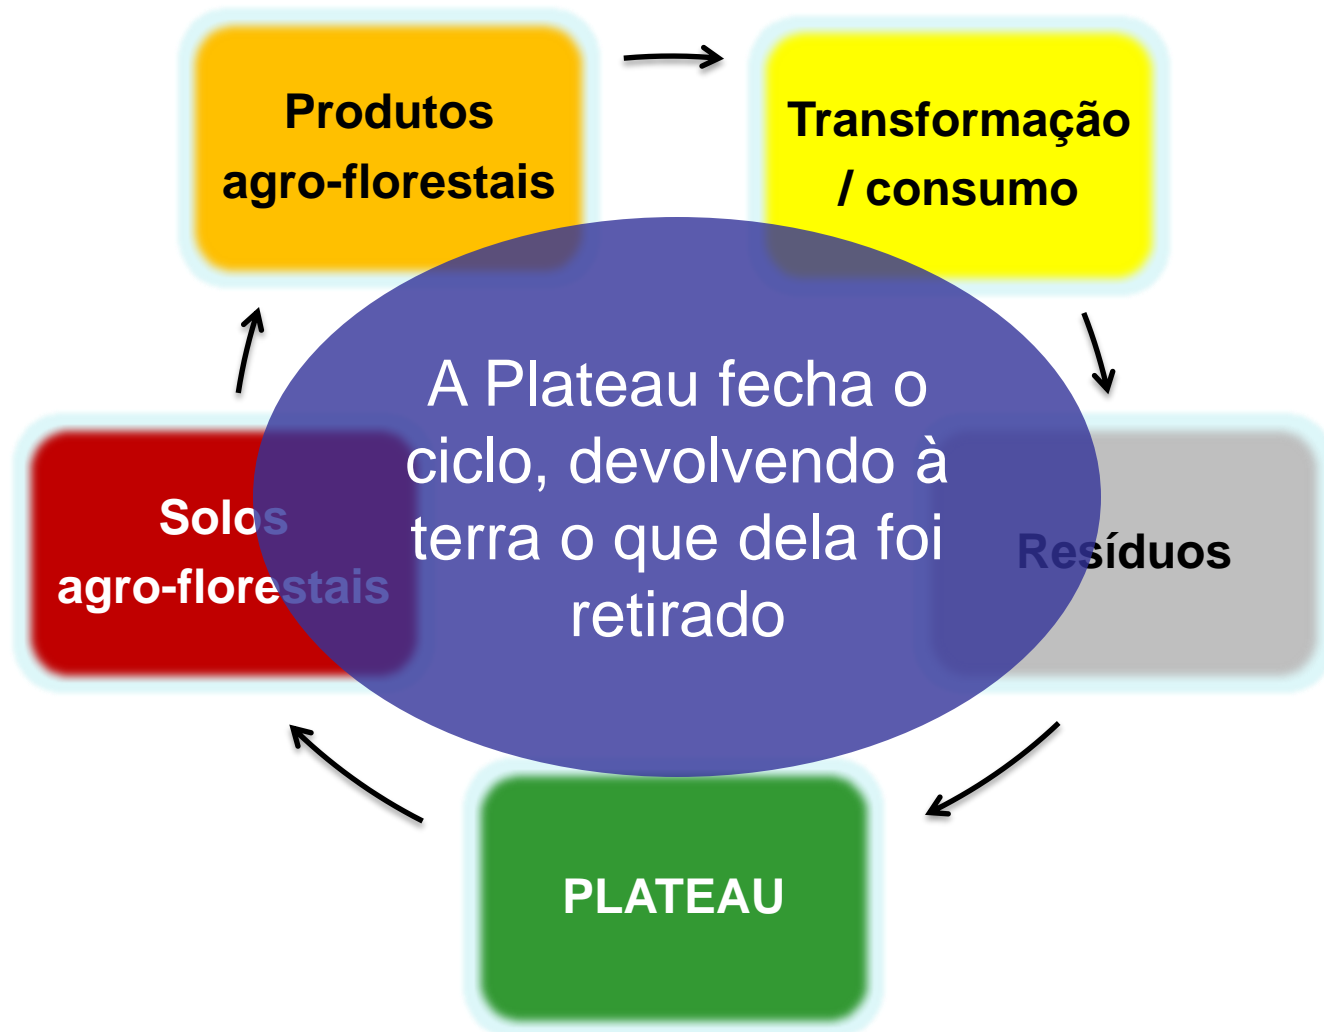 Produtos
agro-florestais
Transformação
/ consumo
A Plateau fecha o
ciclo, devolvendo à
terra o que dela foi
retirado
Solos
agro-florestais
Resíduos
PLATEAU